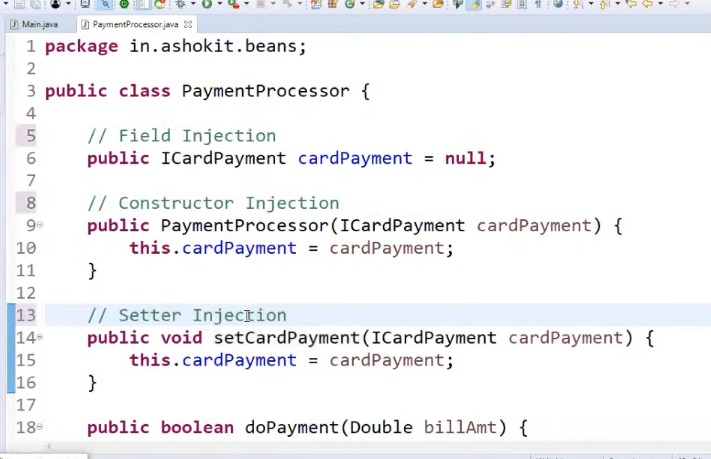 Main.java PaymentProcessor.java
1 package in.ashokit.beans;
2
3 public class PaymentProcessor {
4
5 // Field Injection
6 public ICardPayment cardPayment = null;
7
8 // Constructor Injection
9 public PaymentProcessor(ICardPayment cardPayment) {
10 this.cardPayment = cardPayment;
11 }
12
13 // Setter Injection
14 public void setCardPayment(ICardPayment cardPayment) {
15 this.cardPayment = cardPayment;
16 }
17
18 public boolean doPayment(Double billAmt) {